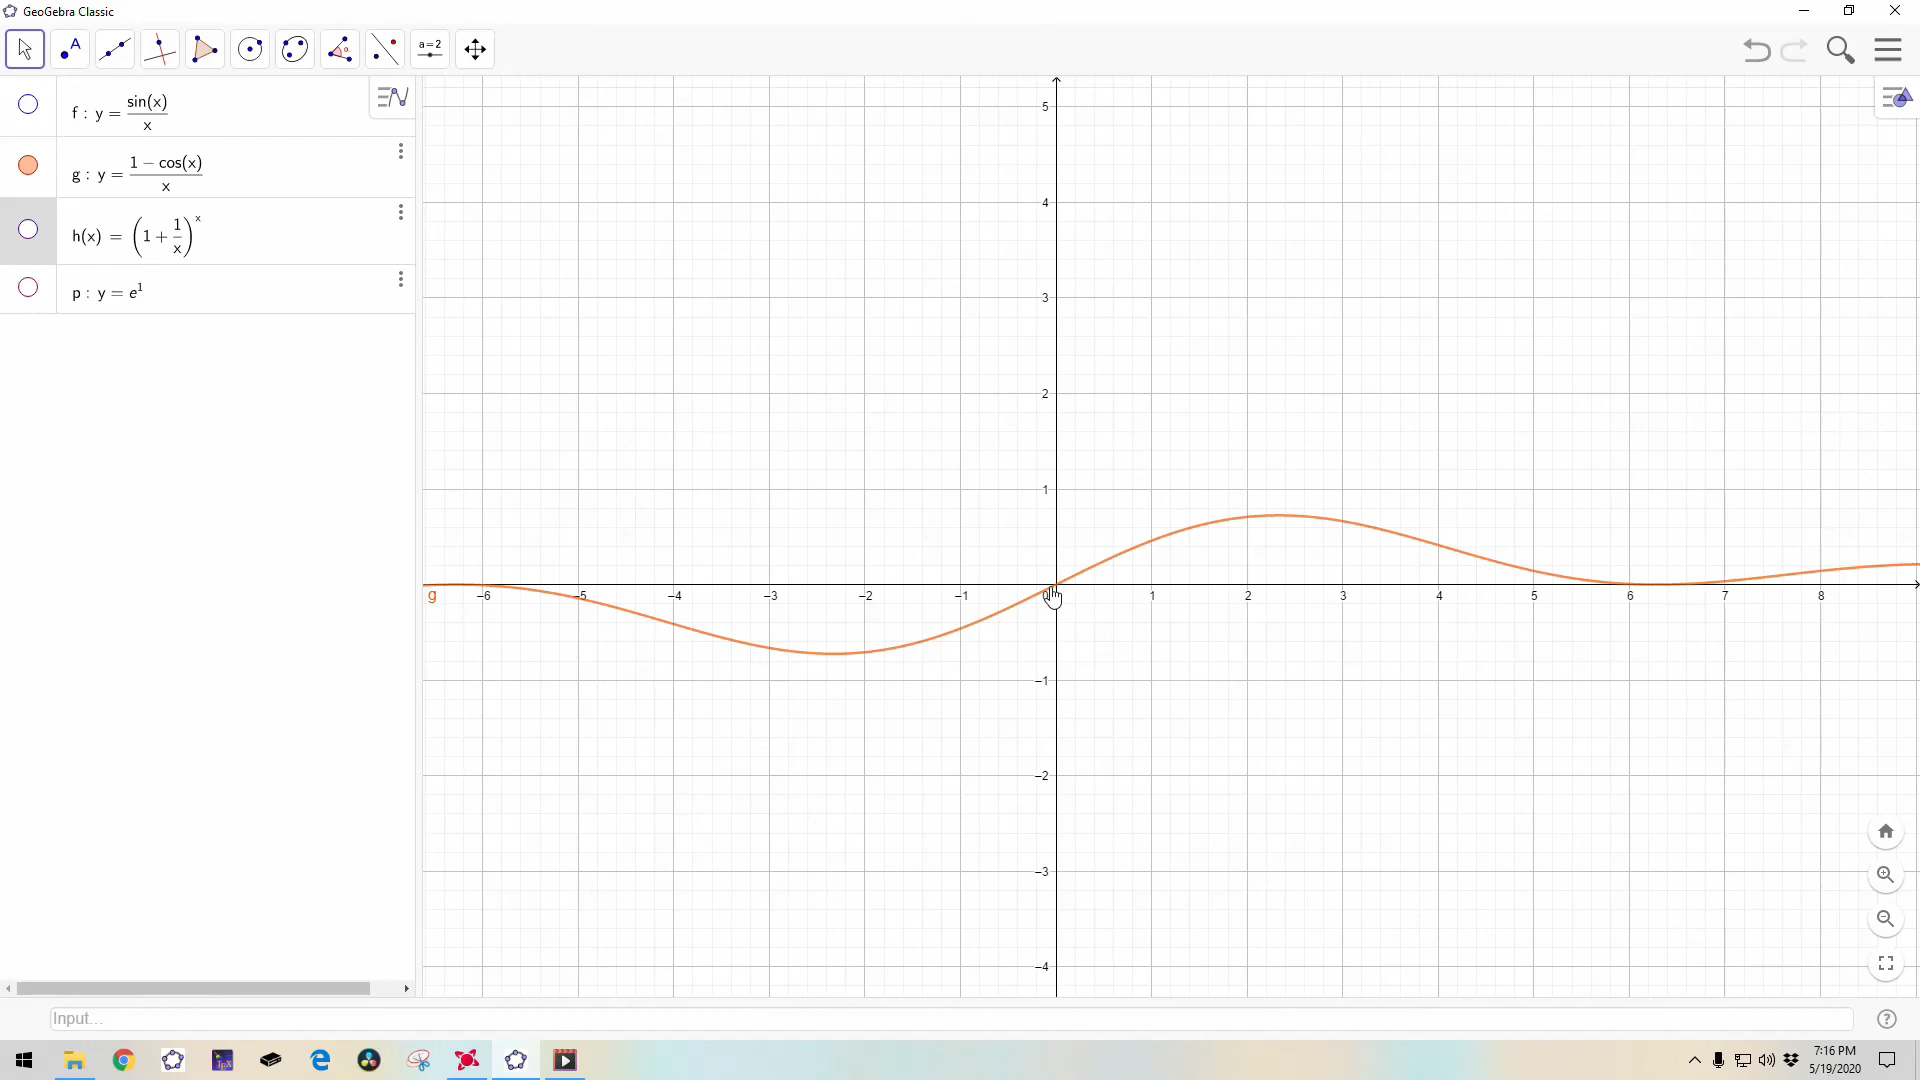 GeoGebra Classic
A
a=2
f : y = sin(x)/x
g : y = (1 − cos(x))/x
h(x) = (1 + 1/x)^x
p : y = e^1
5
4
3
2
1
g −6 −5 −4 −3 −2 −1 0 1 2 3 4 5 6 7 8
−1
−2
−3
−4
Input...
?
TEX
7:16 PM
5/19/2020